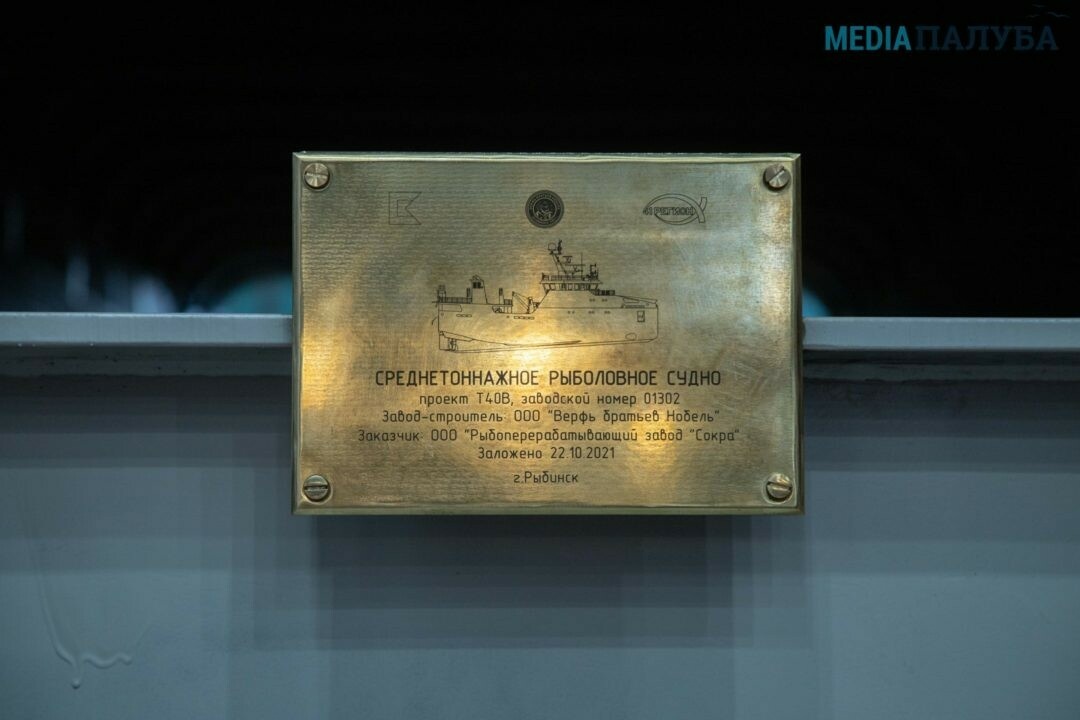 MEDIAПАЛУБА
41 РЕГИОН
СРЕДНЕТОННАЖНОЕ РЫБОЛОВНОЕ СУДНО
проект Т40В, заводской номер 01302
Завод-строитель: ООО "Верфь братьев Нобель"
Заказчик: ООО "Рыбоперерабатывающий завод "Сокра"
Заложено 22.10.2021
г.Рыбинск